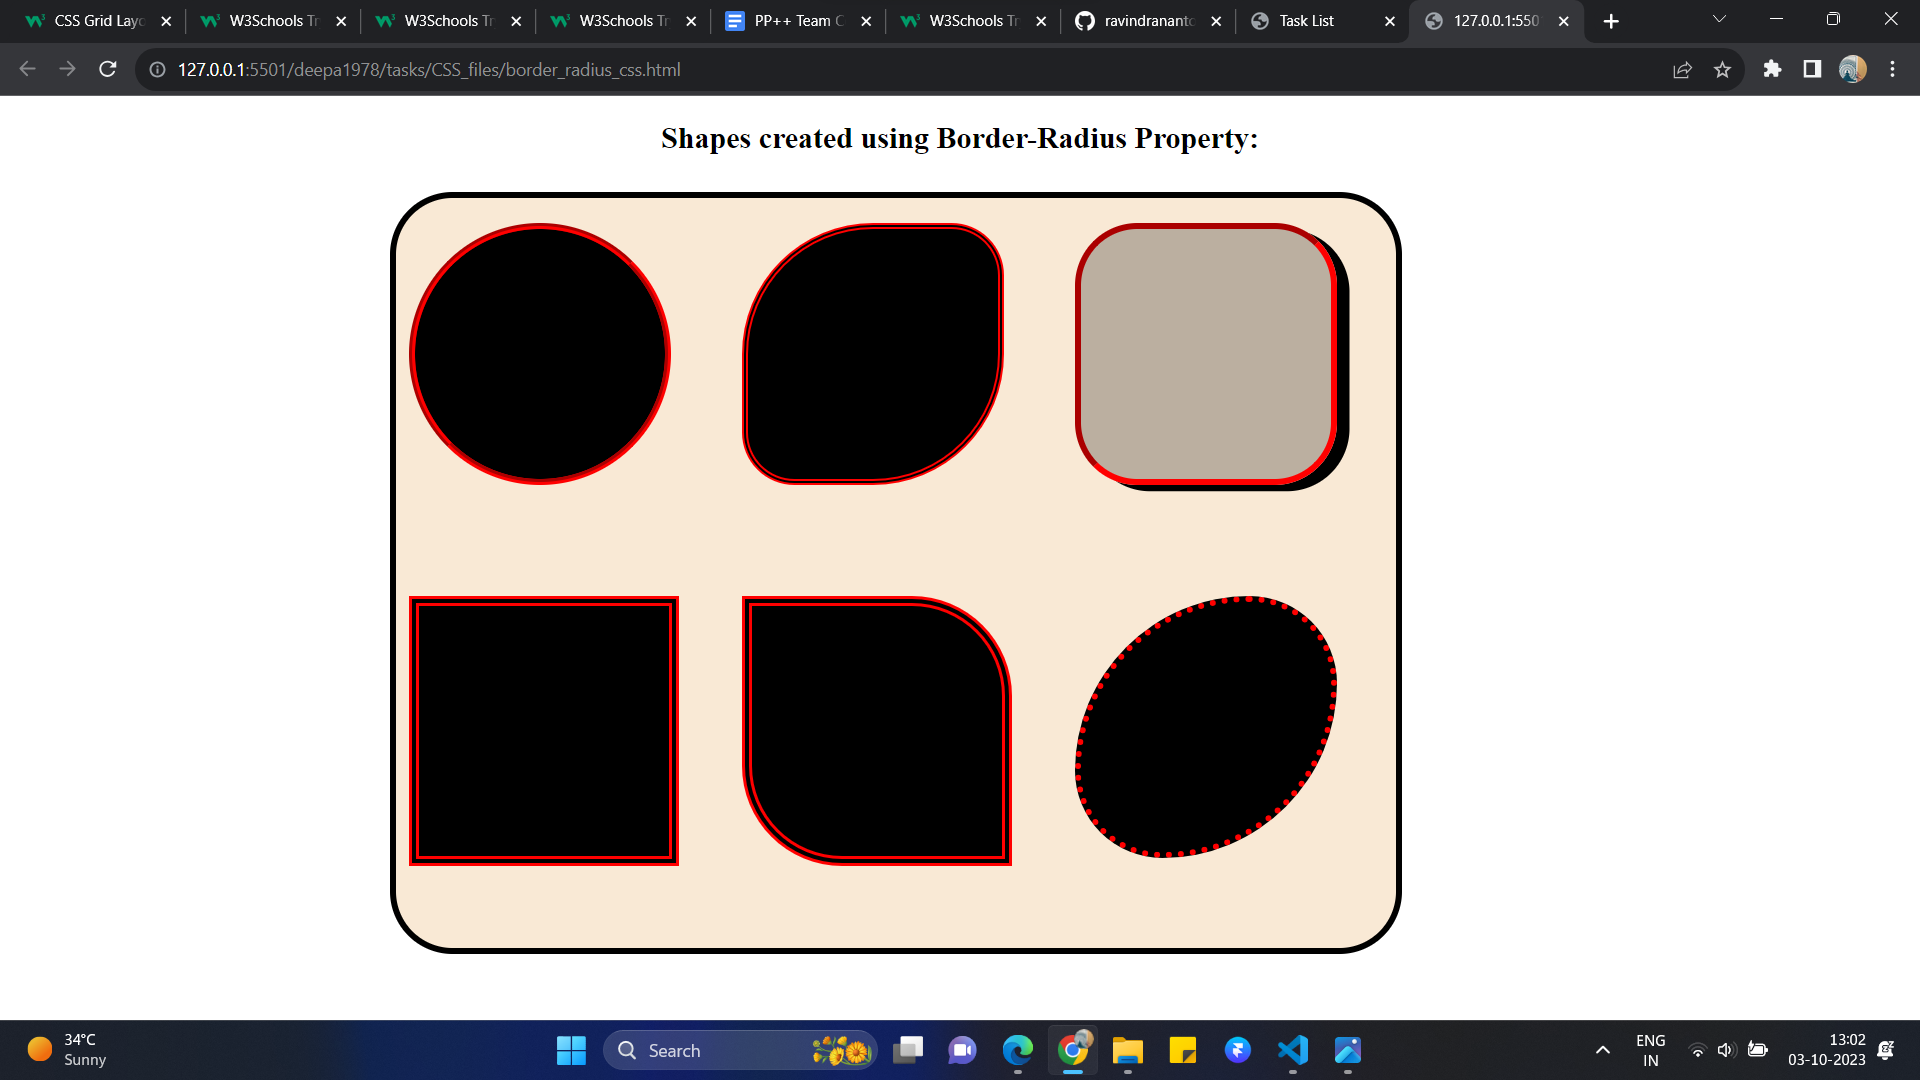 CSS Grid Layo
W3Schools Tr
W3Schools Tr
W3Schools Tr
PP++ Team C
W3Schools Tr
ravindrananto
Task List
127.0.0.1:550
127.0.0.1:5501/deepa1978/tasks/CSS_files/border_radius_css.html
Shapes created using Border-Radius Property:
34°C
Sunny
Search
ENG
IN
13:02
03-10-2023